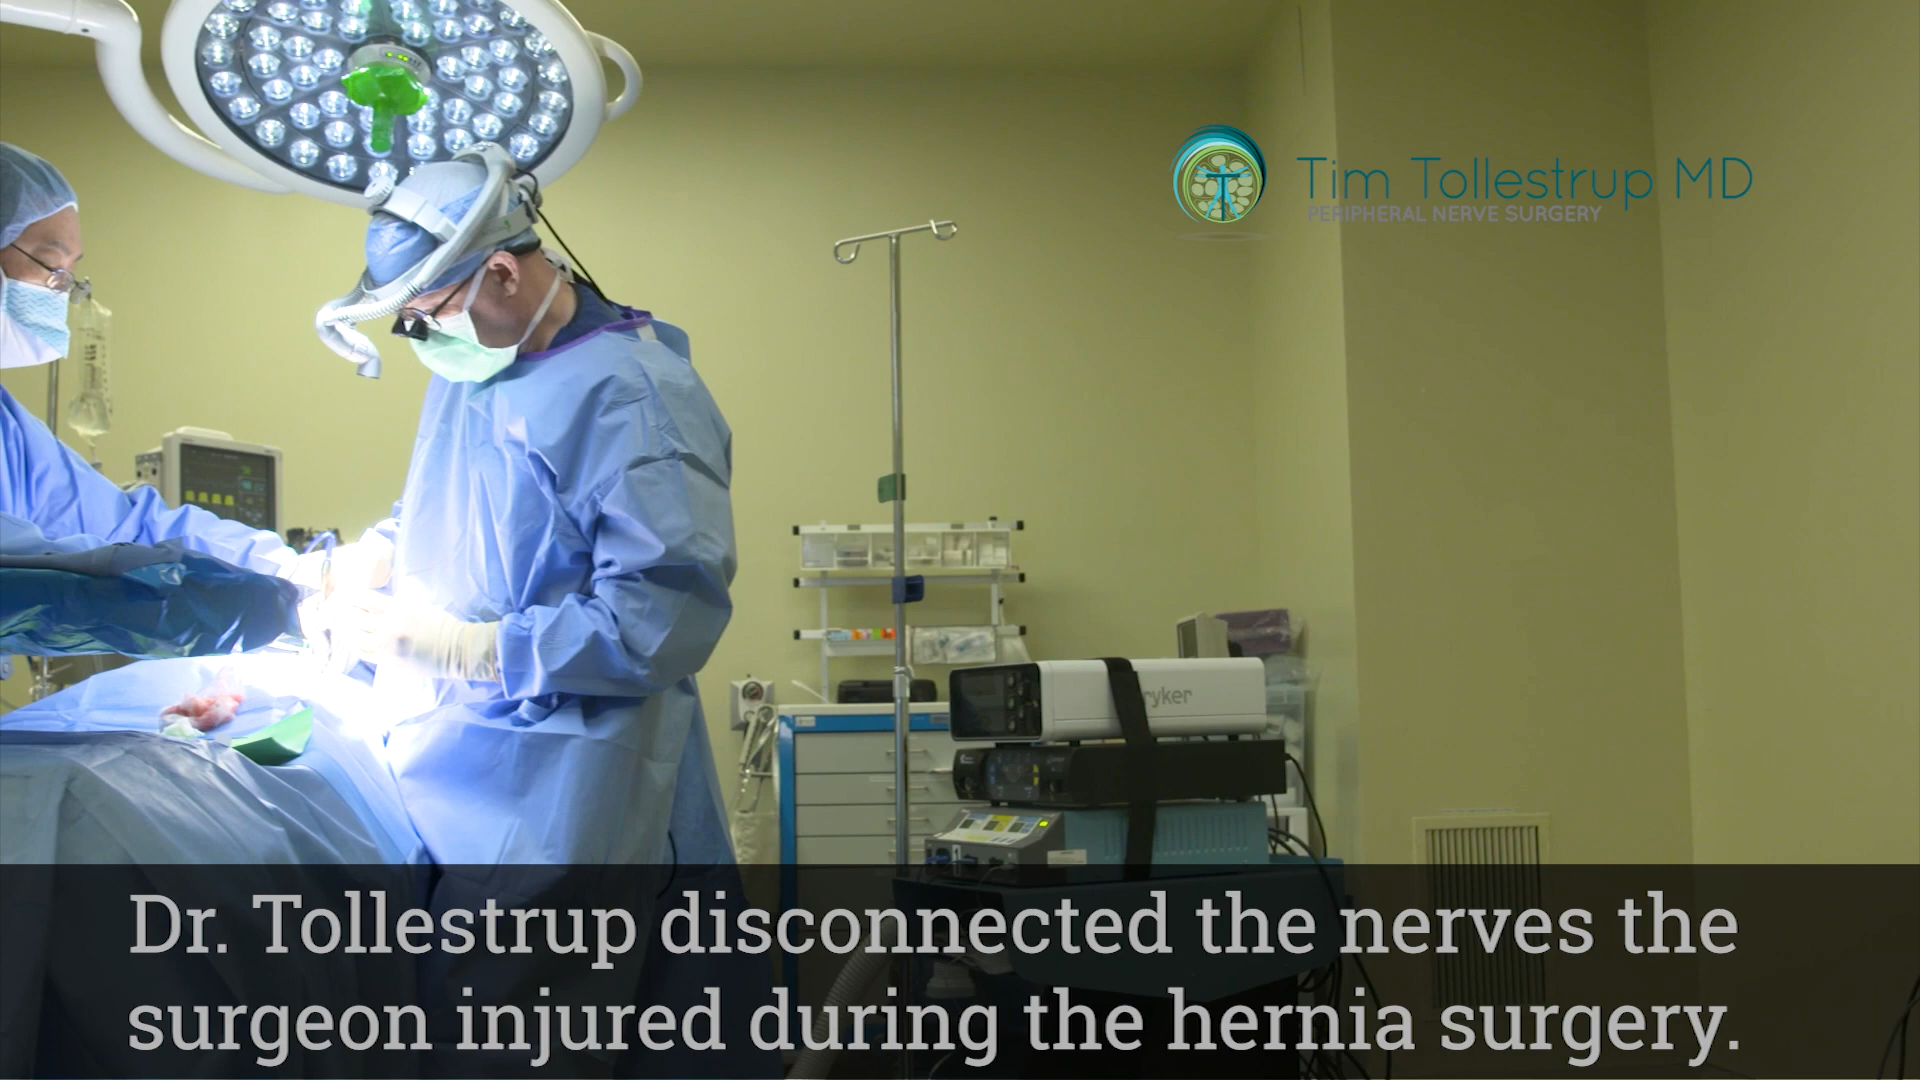 Tim Tollestrup MD
PERIPHERAL NERVE SURGERY
ryker
Dr. Tollestrup disconnected the nerves the
surgeon injured during the hernia surgery.